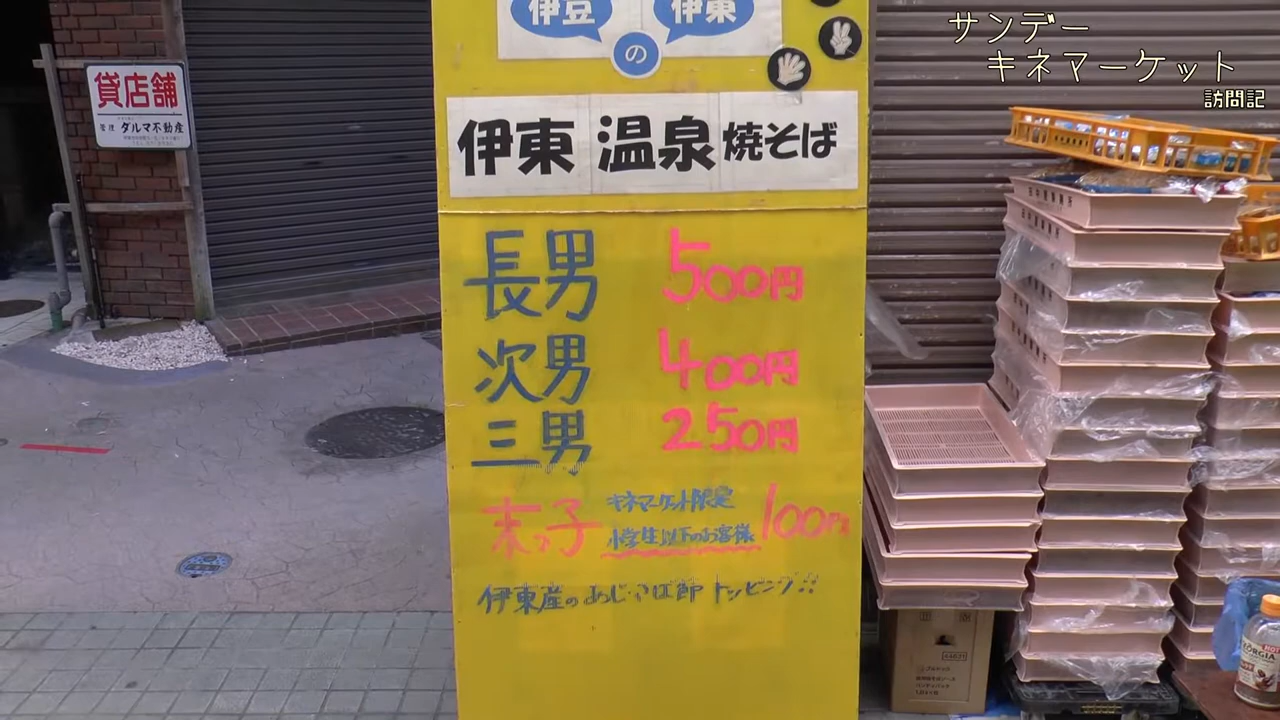 サンデー
キネマーケット
訪問記
伊豆
伊東
の
伊東 温泉 焼そば
貸店舗
管理 ダルマ不動産
長男 500円
次男 400円
三男 250円
末っ子 キネマーケット限定
小学生以下のお客様 100円
伊東産のあじ・さば節 トッピング!!
HOT
GEORGIA